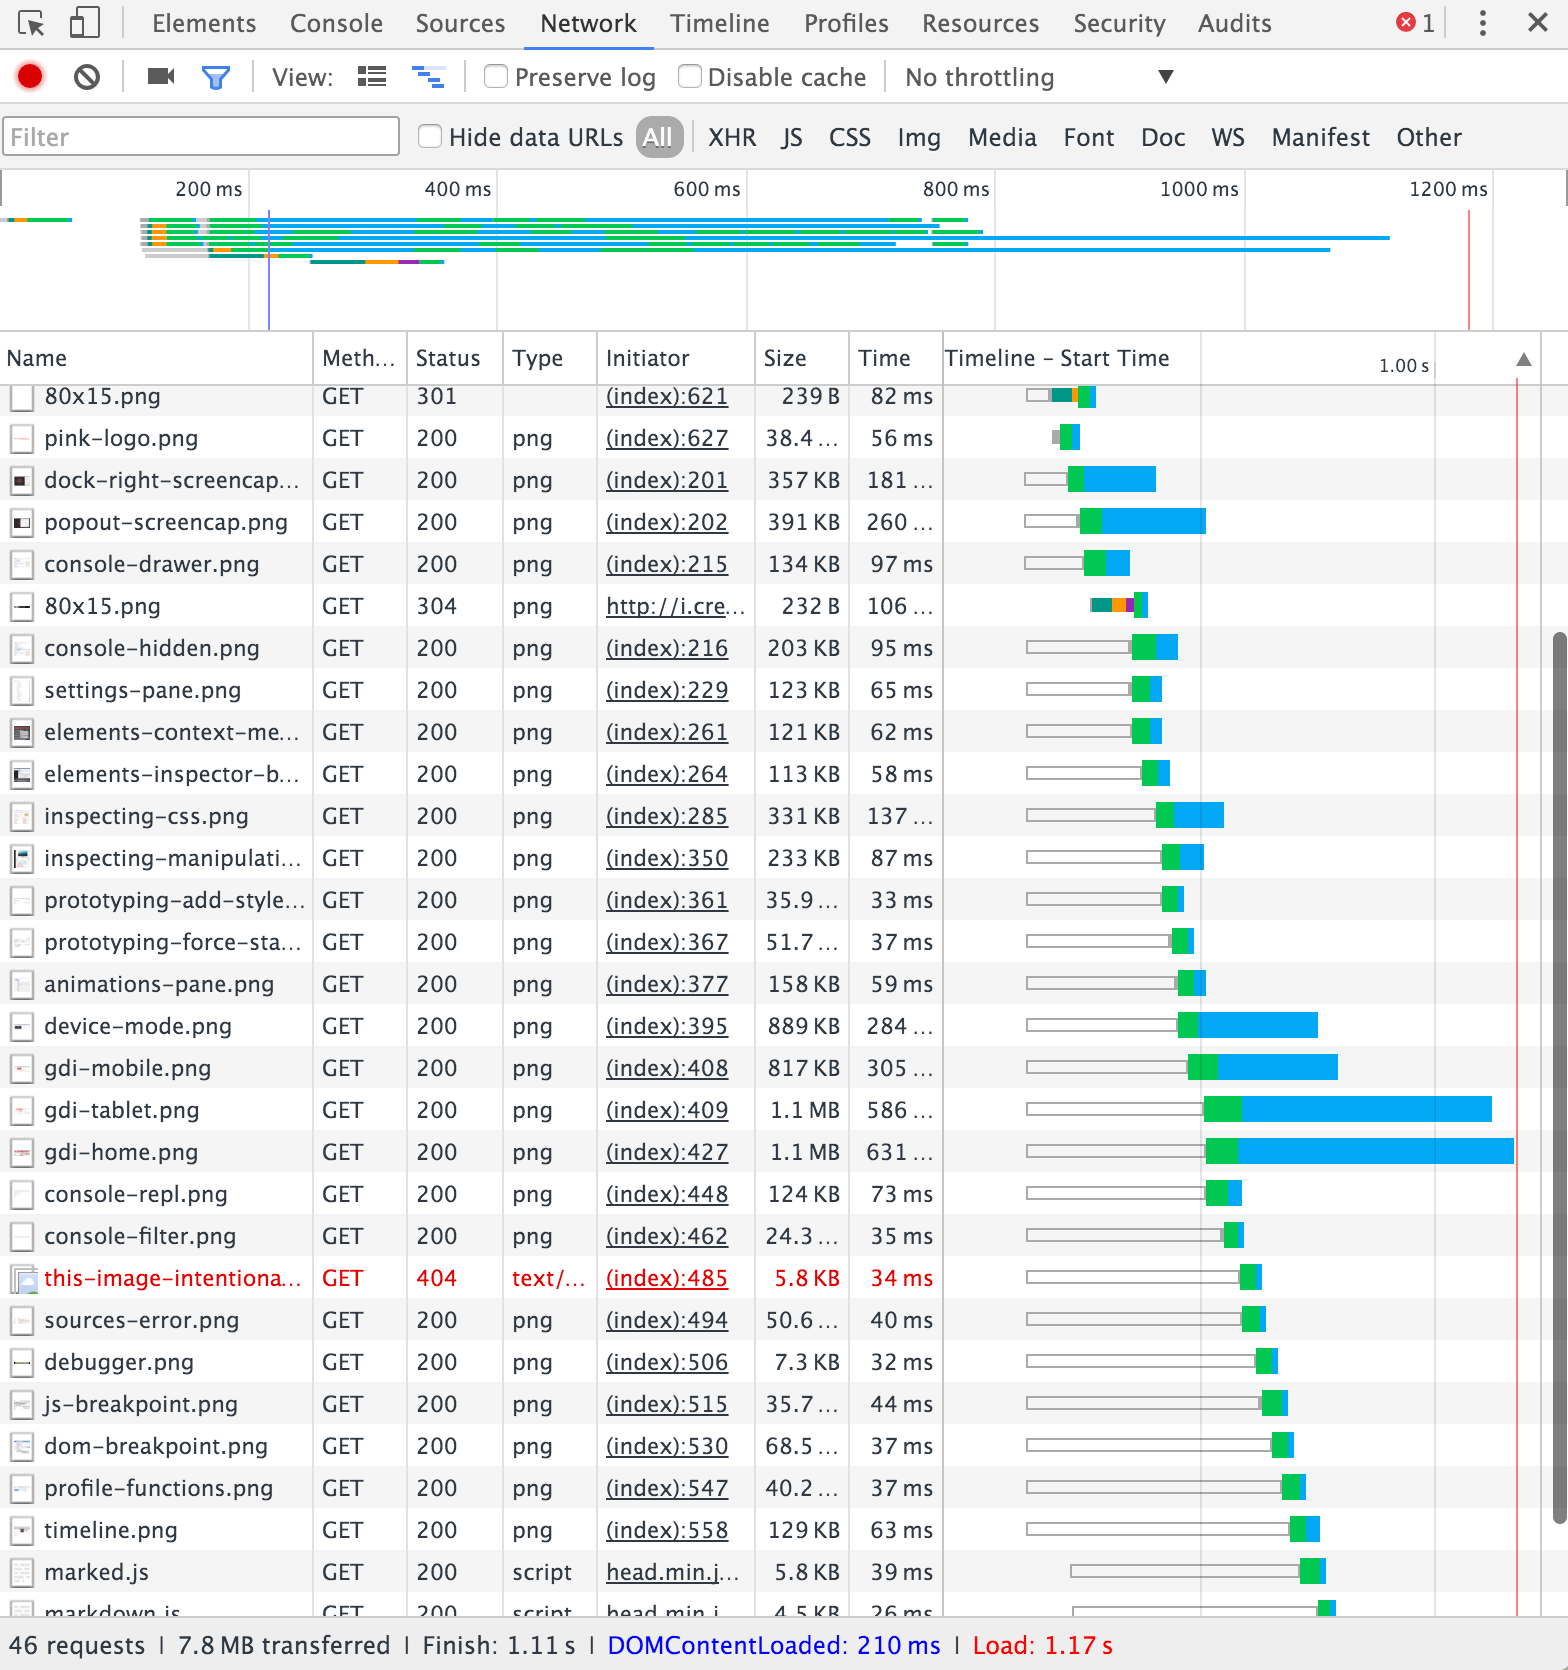 Elements Console Sources Network Timeline Profiles Resources Security Audits 1
View: Preserve log Disable cache No throttling
Filter Hide data URLs All XHR JS CSS Img Media Font Doc WS Manifest Other
200 ms 400 ms 600 ms 800 ms 1000 ms 1200 ms
Name Meth... Status Type Initiator Size Time Timeline – Start Time 1.00 s
80x15.png GET 301 (index):621 239 B 82 ms
pink-logo.png GET 200 png (index):627 38.4 ... 56 ms
dock-right-screencap... GET 200 png (index):201 357 KB 181 ...
popout-screencap.png GET 200 png (index):202 391 KB 260 ...
console-drawer.png GET 200 png (index):215 134 KB 97 ms
80x15.png GET 304 http://i.cre... 232 B 106 ...
console-hidden.png GET 200 png (index):216 203 KB 95 ms
settings-pane.png GET 200 png (index):229 123 KB 65 ms
elements-context-me... GET 200 png (index):261 121 KB 62 ms
elements-inspector-b... GET 200 png (index):264 113 KB 58 ms
inspecting-css.png GET 200 png (index):285 331 KB 137 ...
inspecting-manipulati... GET 200 png (index):350 233 KB 87 ms
prototyping-add-style... GET 200 png (index):361 35.9 ... 33 ms
prototyping-force-sta... GET 200 png (index):367 51.7 ... 37 ms
animations-pane.png GET 200 png (index):377 158 KB 59 ms
device-mode.png GET 200 png (index):395 889 KB 284 ...
gdi-mobile.png GET 200 png (index):408 817 KB 305 ...
gdi-tablet.png GET 200 png (index):409 1.1 MB 586 ...
gdi-home.png GET 200 png (index):427 1.1 MB 631 ...
console-repl.png GET 200 png (index):448 124 KB 73 ms
console-filter.png GET 200 png (index):462 24.3 ... 35 ms
this-image-intentiona... GET 404 text/... (index):485 5.8 KB 34 ms
sources-error.png GET 200 png (index):494 50.6 ... 40 ms
debugger.png GET 200 png (index):506 7.3 KB 32 ms
js-breakpoint.png GET 200 png (index):515 35.7 ... 44 ms
dom-breakpoint.png GET 200 png (index):530 68.5 ... 37 ms
profile-functions.png GET 200 png (index):547 40.2 ... 37 ms
timeline.png GET 200 png (index):558 129 KB 63 ms
marked.js GET 200 script head.min.j... 5.8 KB 39 ms
markdown.js GET 200 script head.min.j 4.5 KB 26 ms
46 requests | 7.8 MB transferred | Finish: 1.11 s | DOMContentLoaded: 210 ms | Load: 1.17 s